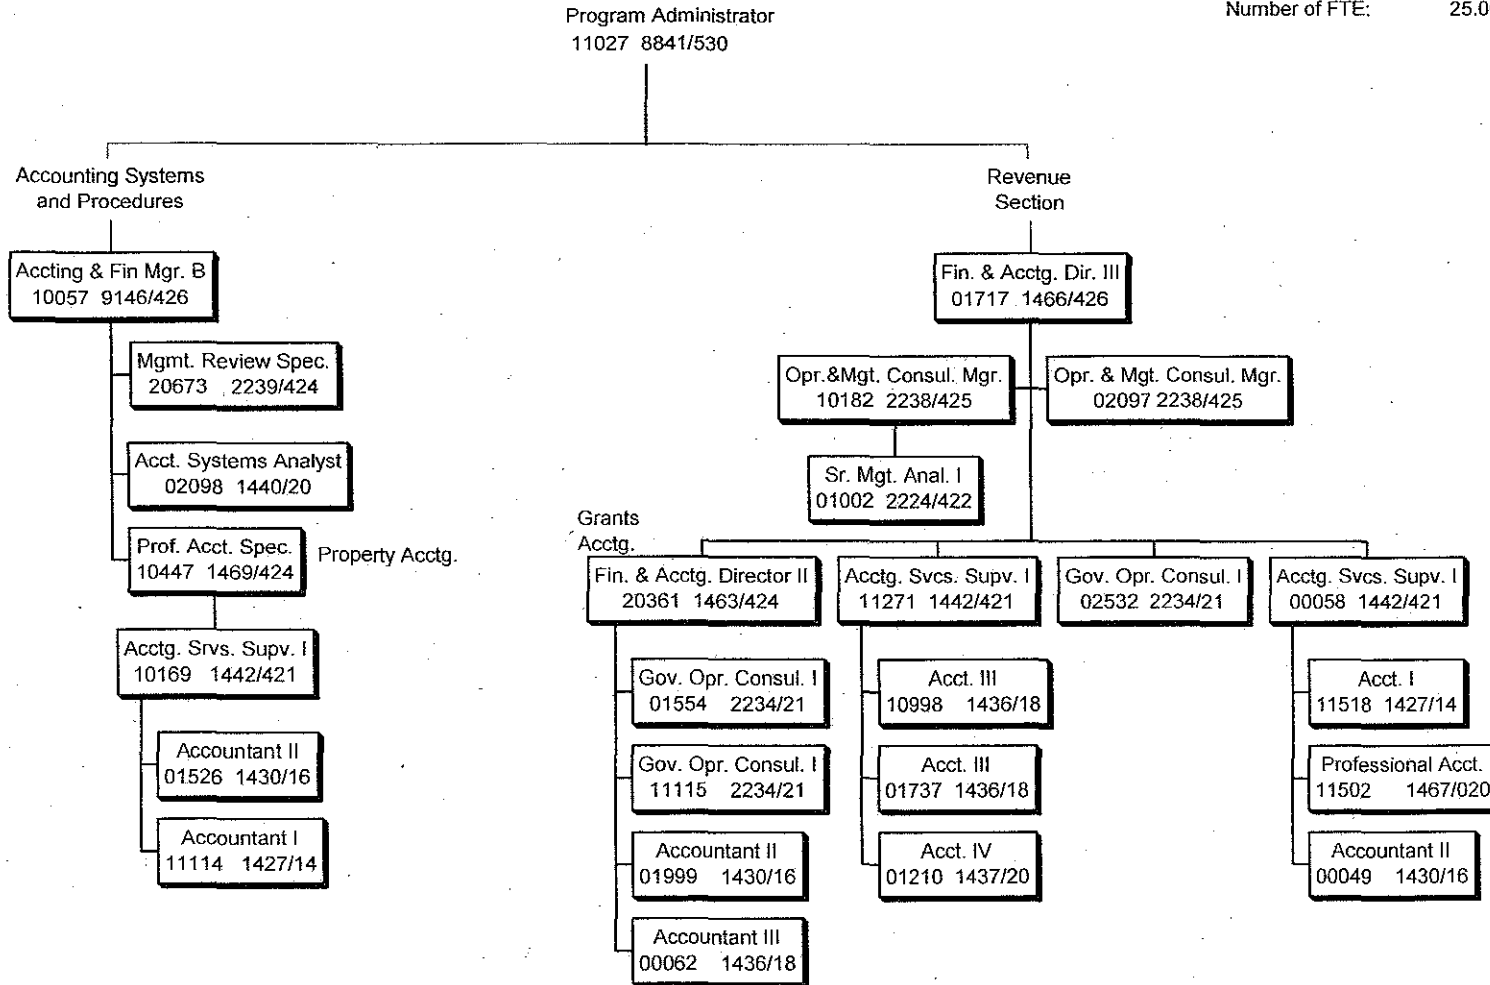 Program Administrator
11027 8841/530
Number of FTE: 25.0
Accounting Systems
and Procedures
Revenue
Section
Accting & Fin Mgr. B
10057 9146/426
Mgmt. Review Spec.
20673 2239/424
Acct. Systems Analyst
02098 1440/20
Prof. Acct. Spec.
10447 1469/424
Property Acctg.
Acctg. Srvs. Supv. I
10169 1442/421
Accountant II
01526 1430/16
Accountant I
11114 1427/14
Fin. & Acctg. Dir. III
01717 1466/426
Opr.&Mgt. Consul. Mgr.
10182 2238/425
Opr. & Mgt. Consul. Mgr.
02097 2238/425
Sr. Mgt. Anal. I
01002 2224/422
Grants
Acctg.
Fin. & Acctg. Director II
20361 1463/424
Gov. Opr. Consul. I
01554 2234/21
Gov. Opr. Consul. I
11115 2234/21
Accountant II
01999 1430/16
Accountant III
00062 1436/18
Acctg. Svcs. Supv. I
11271 1442/421
Acct. III
10998 1436/18
Acct. III
01737 1436/18
Acct. IV
01210 1437/20
Gov. Opr. Consul. I
02532 2234/21
Acctg. Svcs. Supv. I
00058 1442/421
Acct. I
11518 1427/14
Professional Acct.
11502 1467/020
Accountant II
00049 1430/16